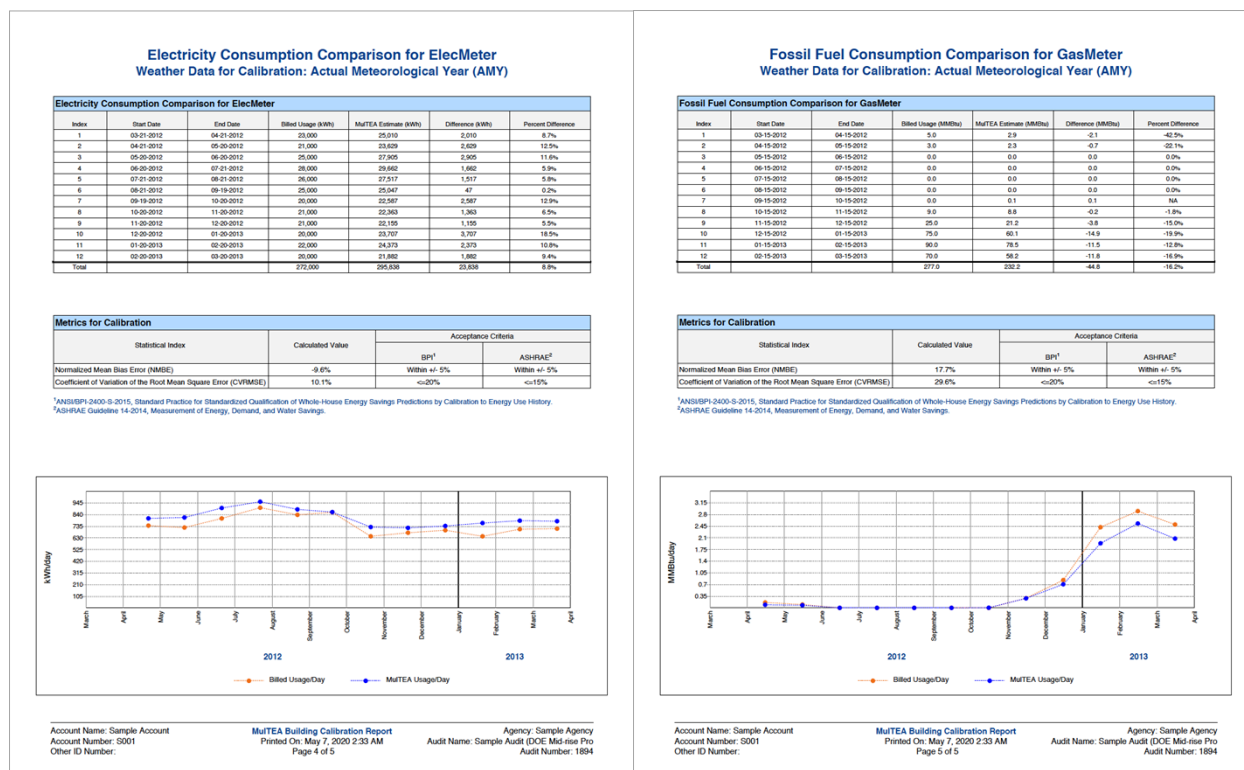 Electricity Consumption Comparison for ElecMeter
Weather Data for Calibration: Actual Meteorological Year (AMY)
Electricity Consumption Comparison for ElecMeter
Index Start Date End Date Billed Usage (kWh) MulTEA Estimate (kWh) Difference (kWh) Percent Difference
1 03-21-2012 04-21-2012 23,000 25,010 2,010 8.7%
2 04-21-2012 05-20-2012 21,000 23,629 2,629 12.5%
3 05-20-2012 06-20-2012 25,000 27,905 2,905 11.6%
4 06-20-2012 07-21-2012 28,000 29,662 1,662 5.9%
5 07-21-2012 08-21-2012 26,000 27,517 1,517 5.8%
6 08-21-2012 09-19-2012 25,000 25,047 47 0.2%
7 09-19-2012 10-20-2012 20,000 22,587 2,587 12.9%
8 10-20-2012 11-20-2012 21,000 22,363 1,363 6.5%
9 11-20-2012 12-20-2012 21,000 22,155 1,155 5.5%
10 12-20-2012 01-20-2013 20,000 23,707 3,707 18.5%
11 01-20-2013 02-20-2013 22,000 24,373 2,373 10.8%
12 02-20-2013 03-20-2013 20,000 21,882 1,882 9.4%
Total 272,000 295,838 23,838 8.8%
Metrics for Calibration
Statistical Index Calculated Value Acceptance Criteria
BPI¹ ASHRAE²
Normalized Mean Bias Error (NMBE) -9.6% Within +/- 5% Within +/- 5%
Coefficient of Variation of the Root Mean Square Error (CVRMSE) 10.1% <=20% <=15%
¹ANSI/BPI-2400-S-2015, Standard Practice for Standardized Qualification of Whole-House Energy Savings Predictions by Calibration to Energy Use History.
²ASHRAE Guideline 14-2014, Measurement of Energy, Demand, and Water Savings.
kWh/day
945
840
735
630
525
420
315
210
105
March April May June July August September October November December January February March April
2012 2013
Billed Usage/Day MulTEA Usage/Day
Account Name: Sample Account MulTEA Building Calibration Report Agency: Sample Agency
Account Number: S001 Printed On: May 7, 2020 2:33 AM Audit Name: Sample Audit (DOE Mid-rise Pro
Other ID Number: Page 4 of 5 Audit Number: 1894
Fossil Fuel Consumption Comparison for GasMeter
Weather Data for Calibration: Actual Meteorological Year (AMY)
Fossil Fuel Consumption Comparison for GasMeter
Index Start Date End Date Billed Usage (MMBtu) MulTEA Estimate (MMBtu) Difference (MMBtu) Percent Difference
1 03-15-2012 04-15-2012 5.0 2.9 -2.1 -42.5%
2 04-15-2012 05-15-2012 3.0 2.3 -0.7 -22.1%
3 05-15-2012 06-15-2012 0.0 0.0 0.0 0.0%
4 06-15-2012 07-15-2012 0.0 0.0 0.0 0.0%
5 07-15-2012 08-15-2012 0.0 0.0 0.0 0.0%
6 08-15-2012 09-15-2012 0.0 0.0 0.0 0.0%
7 09-15-2012 10-15-2012 0.0 0.1 0.1 NA
8 10-15-2012 11-15-2012 9.0 8.8 -0.2 -1.8%
9 11-15-2012 12-15-2012 25.0 21.2 -3.8 -15.0%
10 12-15-2012 01-15-2013 75.0 60.1 -14.9 -19.9%
11 01-15-2013 02-15-2013 90.0 78.5 -11.5 -12.8%
12 02-15-2013 03-15-2013 70.0 58.2 -11.8 -16.9%
Total 277.0 232.2 -44.8 -16.2%
Metrics for Calibration
Statistical Index Calculated Value Acceptance Criteria
BPI¹ ASHRAE²
Normalized Mean Bias Error (NMBE) 17.7% Within +/- 5% Within +/- 5%
Coefficient of Variation of the Root Mean Square Error (CVRMSE) 29.6% <=20% <=15%
¹ANSI/BPI-2400-S-2015, Standard Practice for Standardized Qualification of Whole-House Energy Savings Predictions by Calibration to Energy Use History.
²ASHRAE Guideline 14-2014, Measurement of Energy, Demand, and Water Savings.
MMBtu/day
3.15
2.8
2.45
2.1
1.75
1.4
1.05
0.7
0.35
March April May June July August September October November December January February March April
2012 2013
Billed Usage/Day MulTEA Usage/Day
Account Name: Sample Account MulTEA Building Calibration Report Agency: Sample Agency
Account Number: S001 Printed On: May 7, 2020 2:33 AM Audit Name: Sample Audit (DOE Mid-rise Pro
Other ID Number: Page 5 of 5 Audit Number: 1894